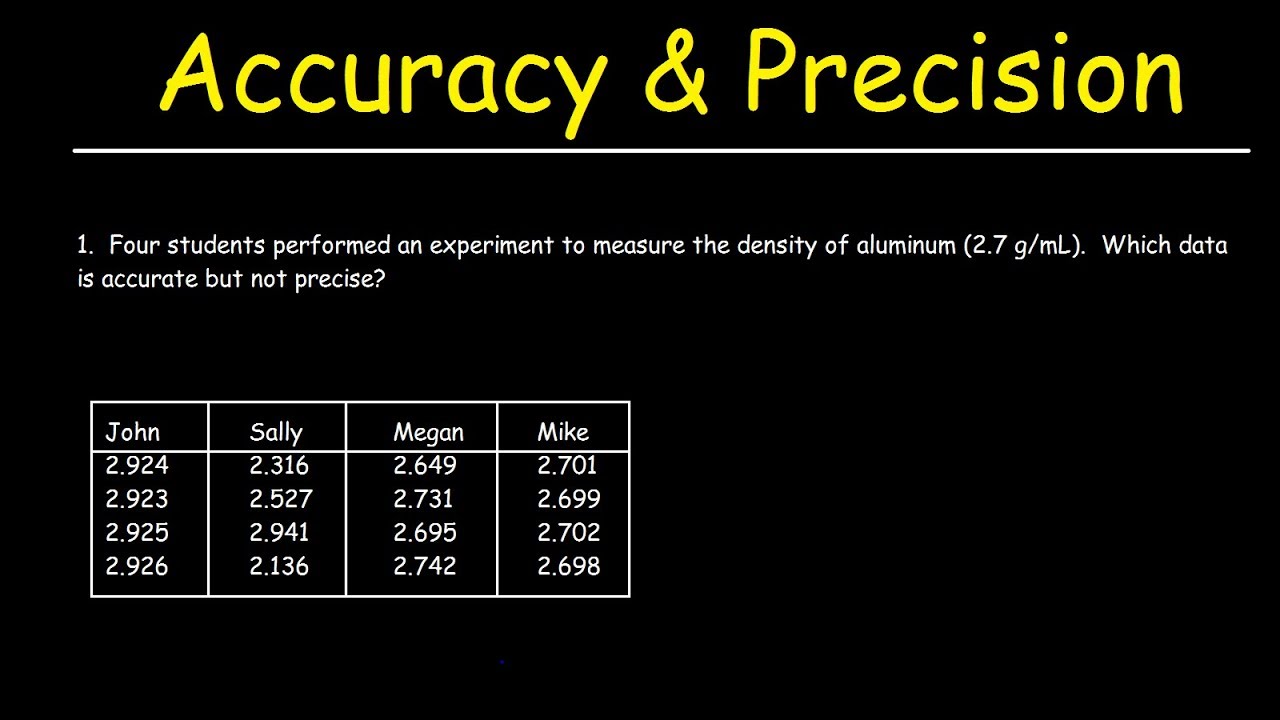 Accuracy & Precision
1. Four students performed an experiment to measure the density of aluminum (2.7 g/mL). Which data
is accurate but not precise?
John Sally Megan Mike
2.924 2.316 2.649 2.701
2.923 2.527 2.731 2.699
2.925 2.941 2.695 2.702
2.926 2.136 2.742 2.698